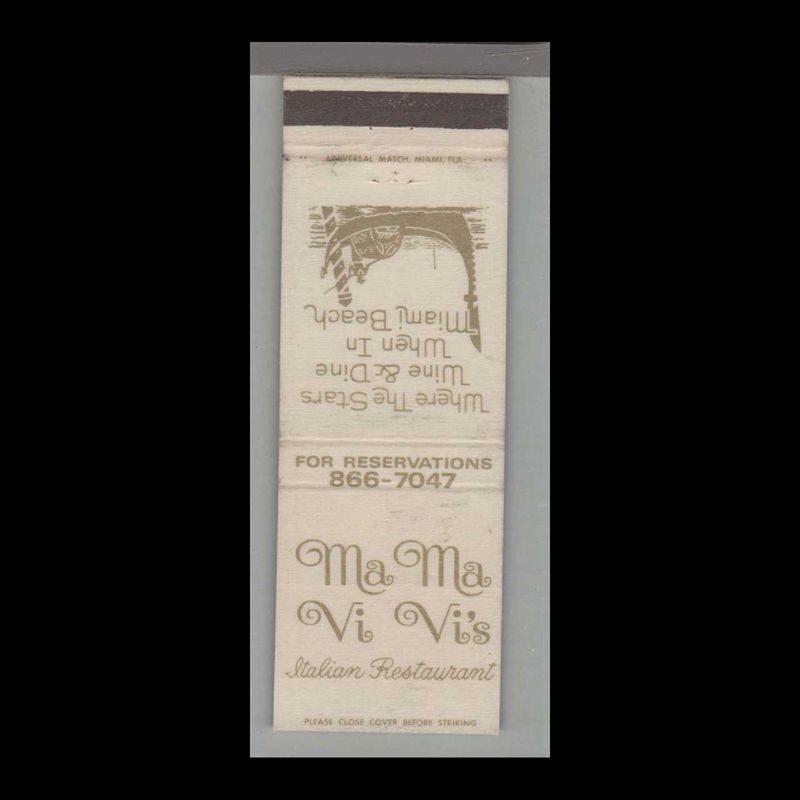 UNIVERSAL MATCH, MIAMI, FLA.
Where The Stars
Wine & Dine
When In
Miami Beach
FOR RESERVATIONS
866-7047
Ma Ma
Vi Vi's
Italian Restaurant
PLEASE CLOSE COVER BEFORE STRIKING